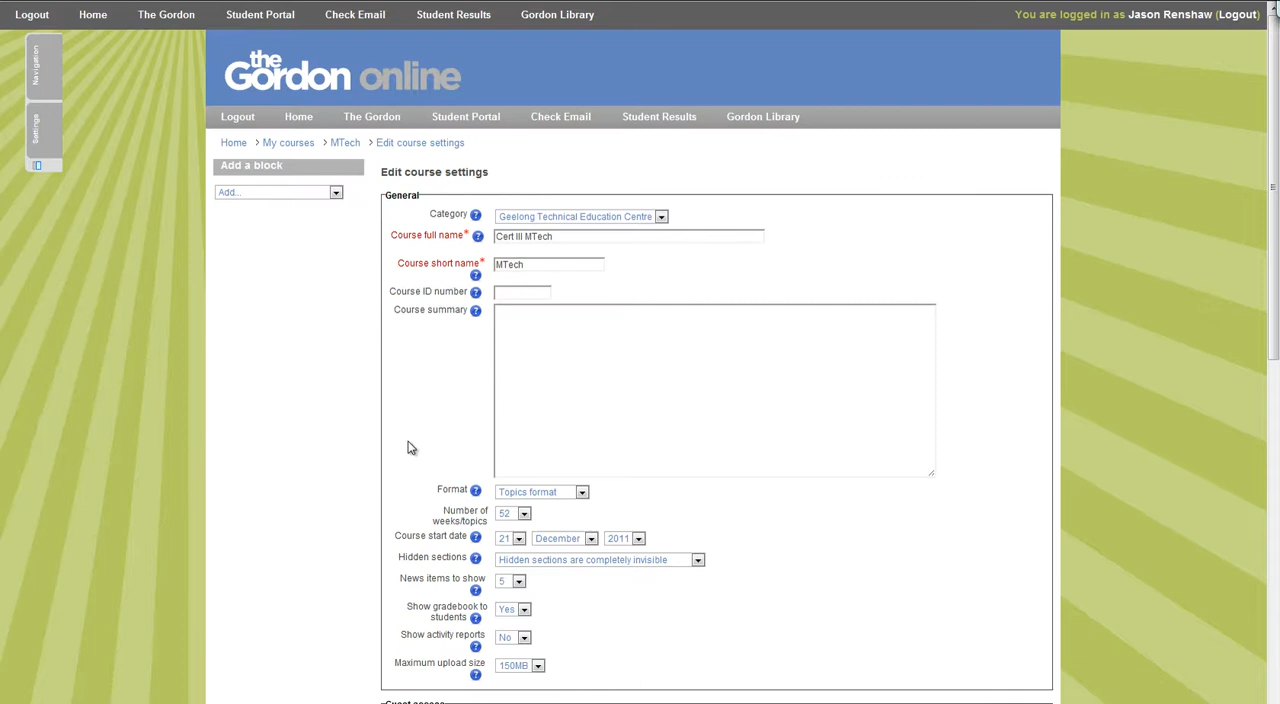 Logout Home The Gordon Student Portal Check Email Student Results Gordon Library You are logged in as Jason Renshaw (Logout)
Navigation
Settings
the Gordon online
Logout Home The Gordon Student Portal Check Email Student Results Gordon Library
Home > My courses > MTech > Edit course settings
Add a block
Add...
Edit course settings
General
Category ? Geelong Technical Education Centre
Course full name* ? Cert III MTech
Course short name* ? MTech
Course ID number ?
Course summary ?
Format ? Topics format
Number of weeks/topics 52
Course start date ? 21 December 2011
Hidden sections ? Hidden sections are completely invisible
News items to show ? 5
Show gradebook to students ? Yes
Show activity reports ? No
Maximum upload size ? 150MB
Guest access